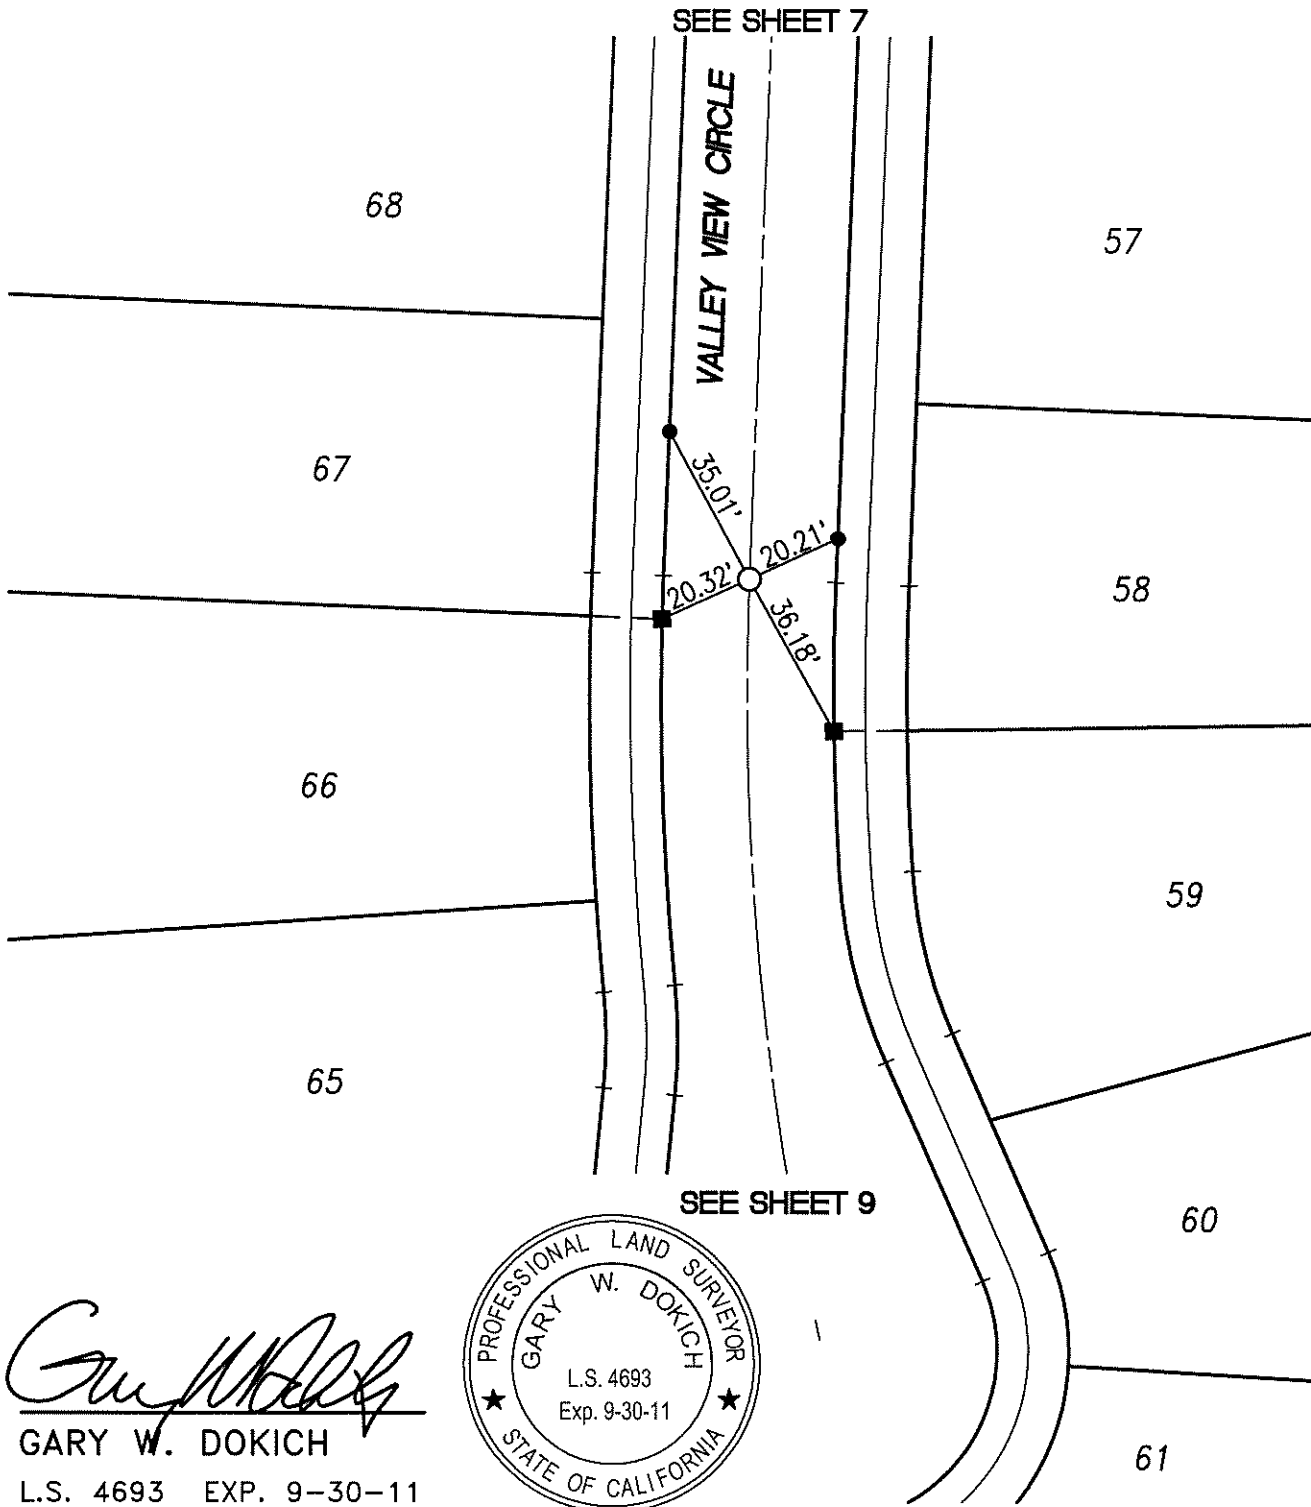 SEE SHEET 7
VALLEY VIEW CIRCLE
68
57
67
35.01'
20.21'
20.32'
36.18'
58
66
59
65
SEE SHEET 9
60
PROFESSIONAL LAND SURVEYOR
GARY W. DOKICH
L.S. 4693
Exp. 9-30-11
STATE OF CALIFORNIA
GARY W. DOKICH
L.S. 4693 EXP. 9-30-11
61